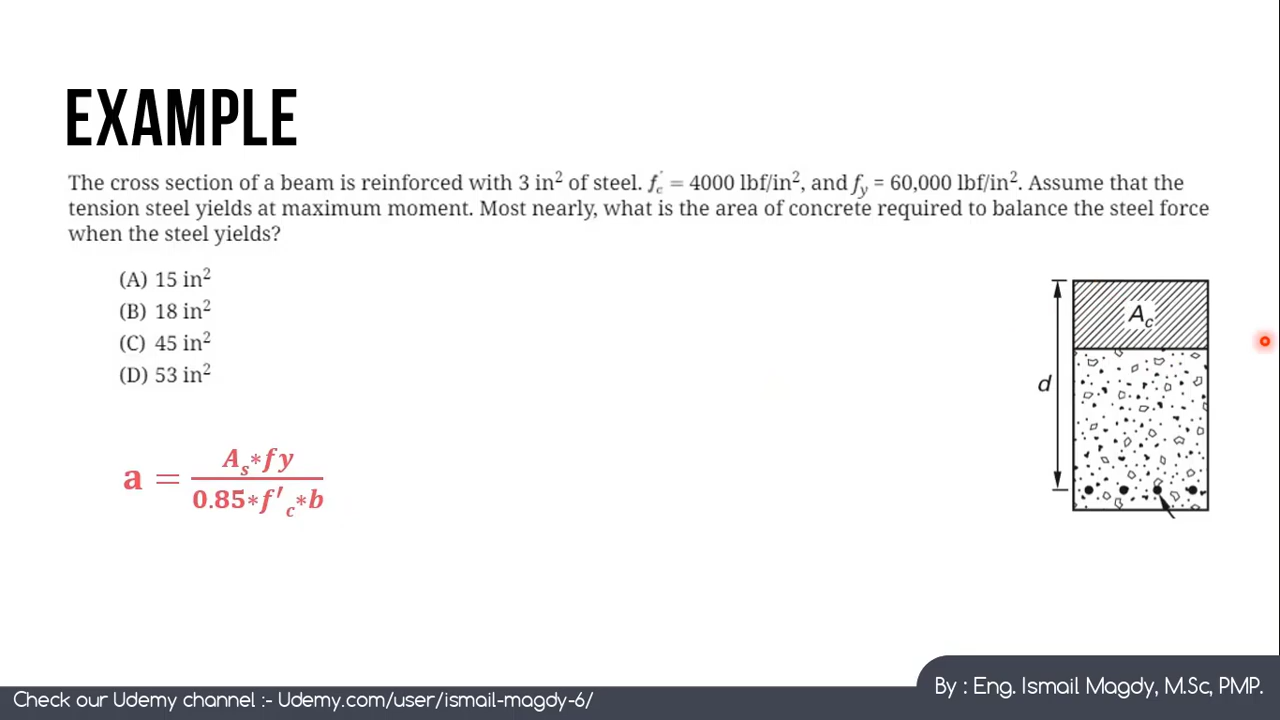 EXAMPLE
The cross section of a beam is reinforced with 3 in² of steel. f′c = 4000 lbf/in², and fy = 60,000 lbf/in². Assume that the
tension steel yields at maximum moment. Most nearly, what is the area of concrete required to balance the steel force
when the steel yields?
(A) 15 in²
(B) 18 in²
(C) 45 in²
(D) 53 in²
Ac
d
a = As*fy / 0.85*f'c*b
By : Eng. Ismail Magdy, M.Sc, PMP.
Check our Udemy channel :- Udemy.com/user/ismail-magdy-6/